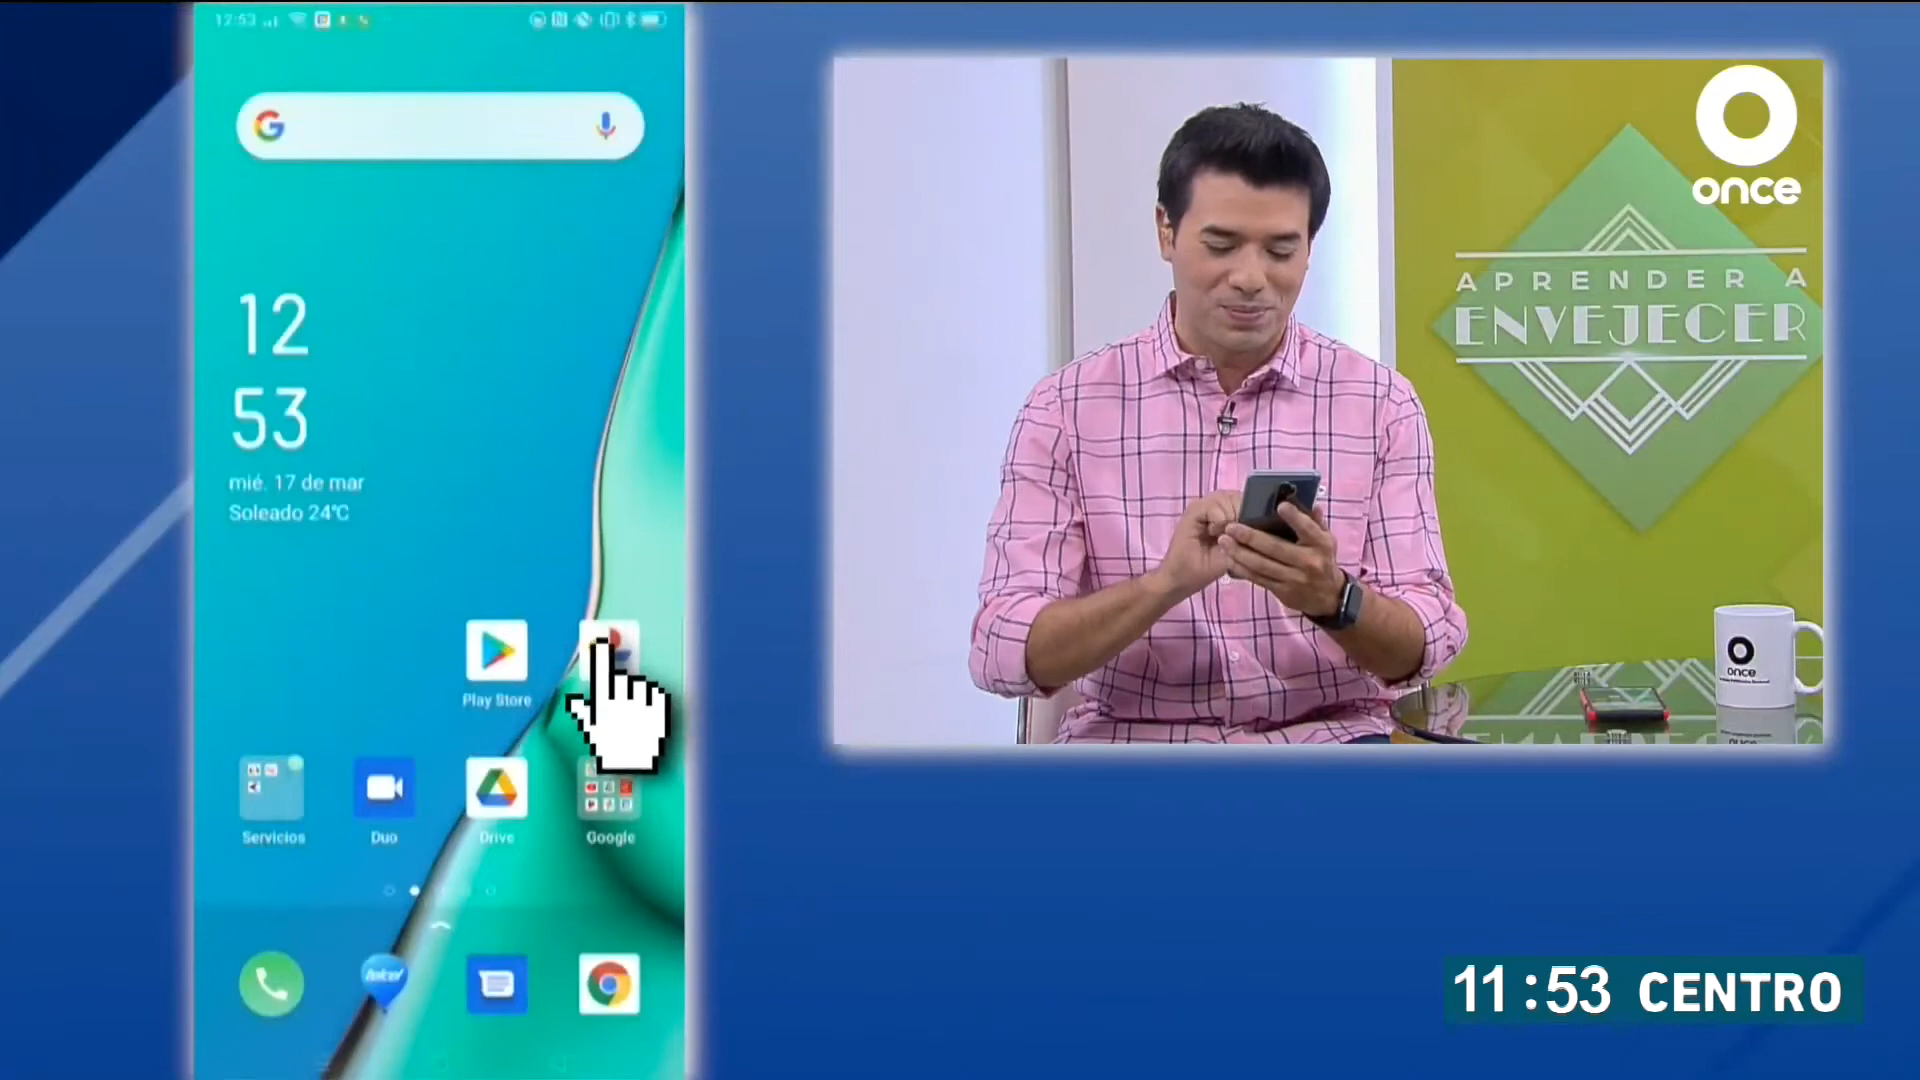 12:53
12
53
mié. 17 de mar
Soleado 24°C
Play Store
Servicios
Duo
Drive
Google
telcel
once
APRENDER A
ENVEJECER
once
11:53 CENTRO